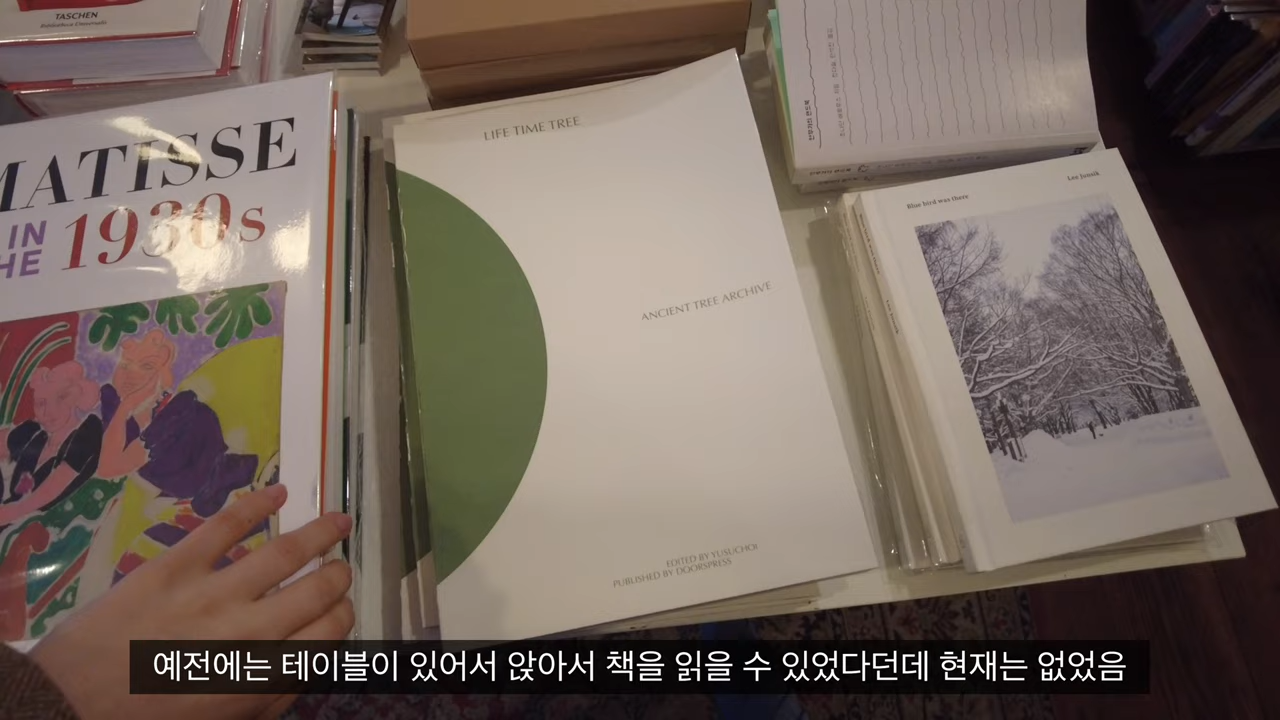 TASCHEN
MATISSE
IN
THE
1930s
LIFE TIME TREE
ANCIENT TREE ARCHIVE
EDITED BY YUSUCHOI
PUBLISHED BY DOORSPRESS
Blue bird was there
Lee Jussik
예전에는 테이블이 있어서 앉아서 책을 읽을 수 있었다던데 현재는 없었음